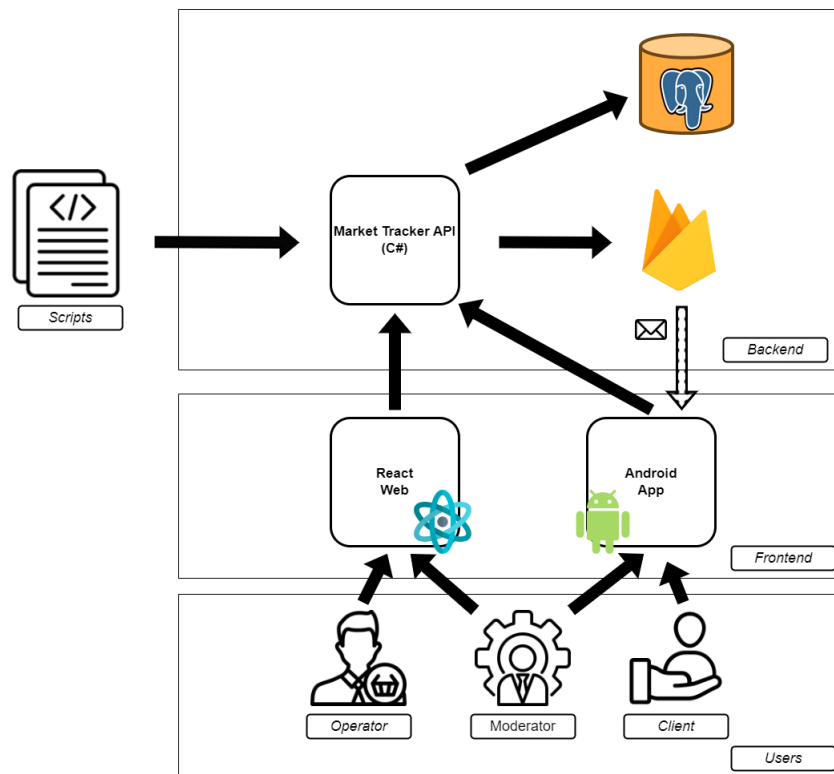 Market Tracker API
(C#)
</>
Scripts
Backend
React
Web
Android
App
Frontend
Operator
Moderator
Client
Users